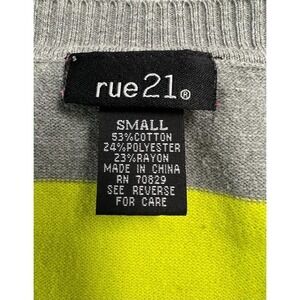 rue21®
SMALL
53%COTTON
24%POLYESTER
23%RAYON
MADE IN CHINA
RN 70829
SEE REVERSE
FOR CARE